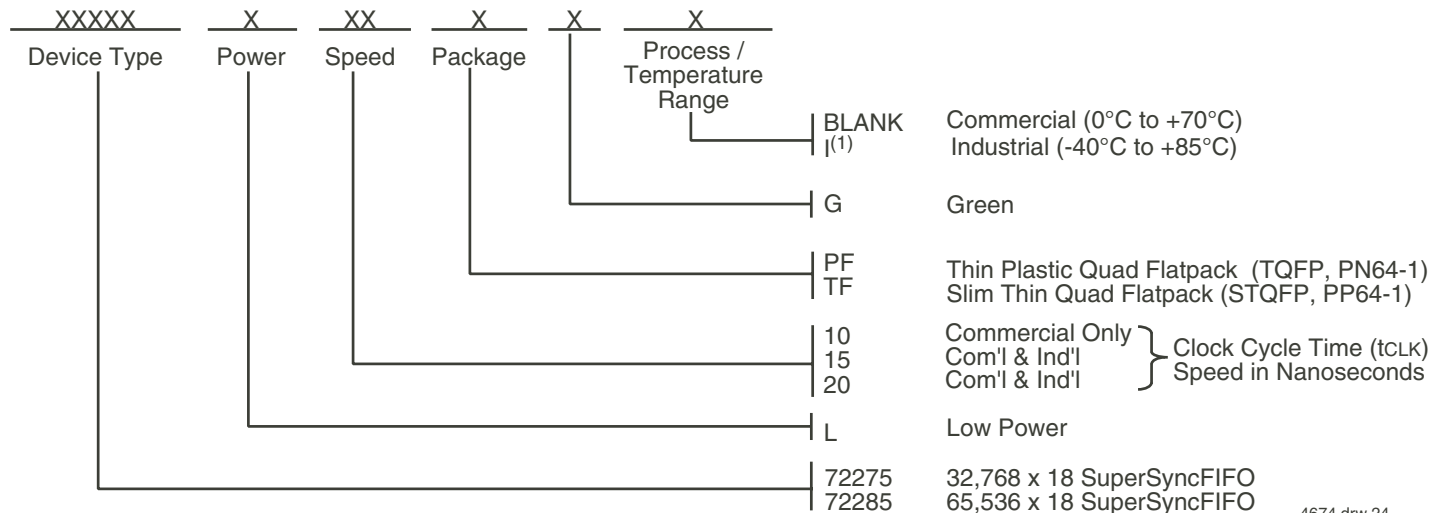 XXXXX X XX X X X
Device Type Power Speed Package Process /
Temperature
Range
BLANK Commercial (0°C to +70°C)
I(1) Industrial (-40°C to +85°C)
G Green
PF Thin Plastic Quad Flatpack (TQFP, PN64-1)
TF Slim Thin Quad Flatpack (STQFP, PP64-1)
10 Commercial Only
15 Com'l & Ind'l
20 Com'l & Ind'l
Clock Cycle Time (tCLK)
Speed in Nanoseconds
L Low Power
72275 32,768 x 18 SuperSyncFIFO
72285 65,536 x 18 SuperSyncFIFO
4674 drw 24